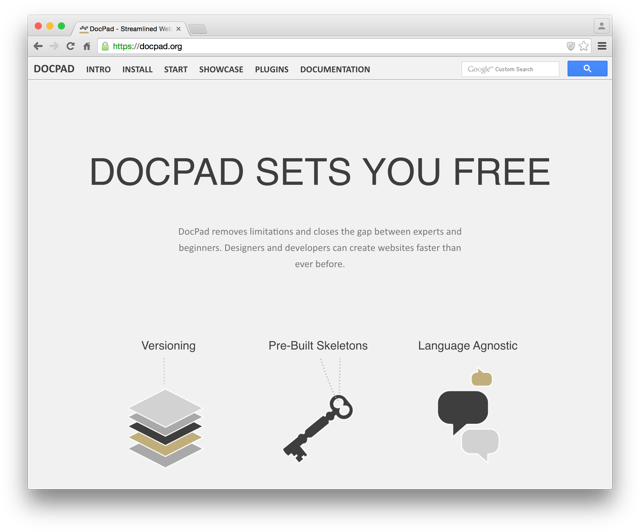 DocPad - Streamlined Web
https://docpad.org
DOCPAD INTRO INSTALL START SHOWCASE PLUGINS DOCUMENTATION Google™ Custom Search
DOCPAD SETS YOU FREE
DocPad removes limitations and closes the gap between experts and
beginners. Designers and developers can create websites faster than
ever before.
Versioning Pre-Built Skeletons Language Agnostic